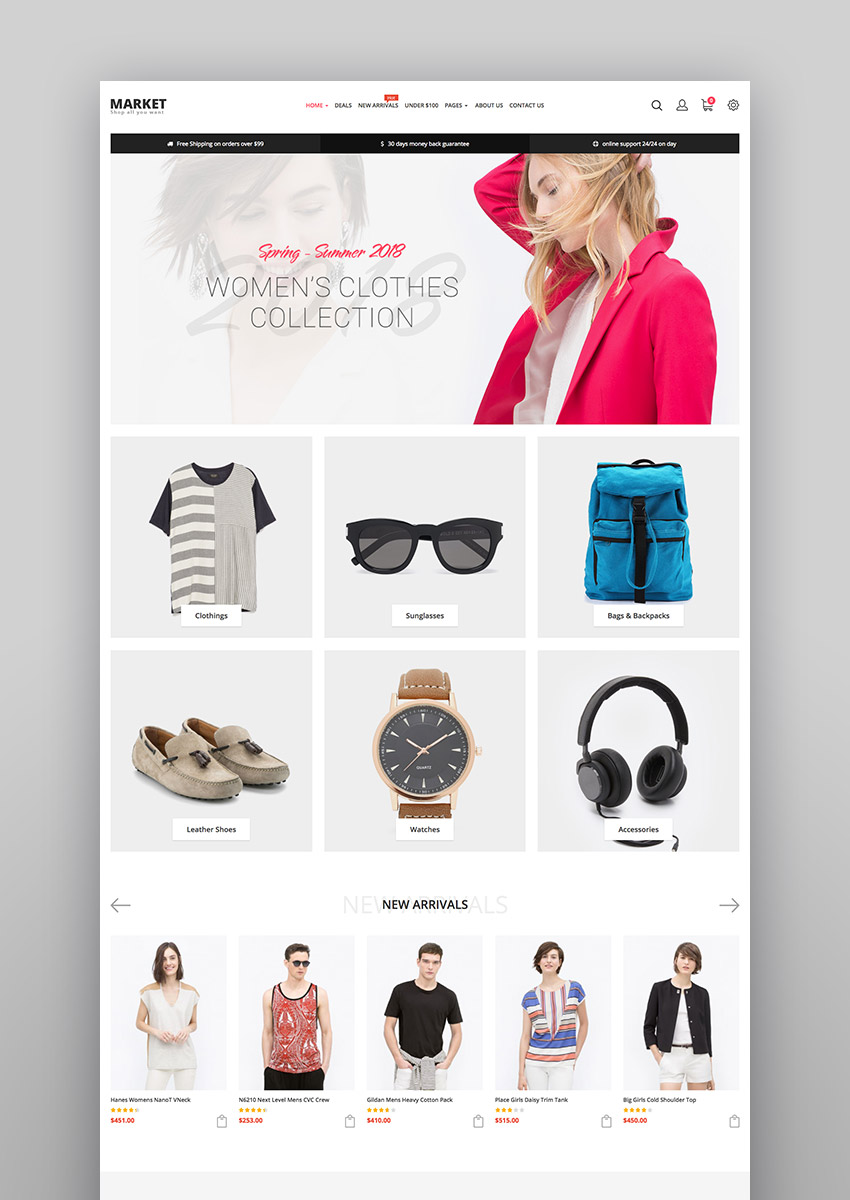 MARKET
Shop all you want
HOME DEALS NEW ARRIVALS UNDER $100 PAGES ABOUT US CONTACT US
0
Free Shipping on orders over $99
$ 30 days money back guarantee
online support 24/24 on day
2018
Spring - Summer 2018
WOMEN'S CLOTHES
COLLECTION
Clothings
Sunglasses
Bags & Backpacks
QUARTZ
Leather Shoes
Watches
Accessories
NEW ARRIVALS
NEW ARRIVALS
Hanes Womens NanoT VNeck
$451.00
N6210 Next Level Mens CVC Crew
$253.00
Gildan Mens Heavy Cotton Pack
$410.00
Place Girls Daisy Trim Tank
$515.00
Big Girls Cold Shoulder Top
$450.00